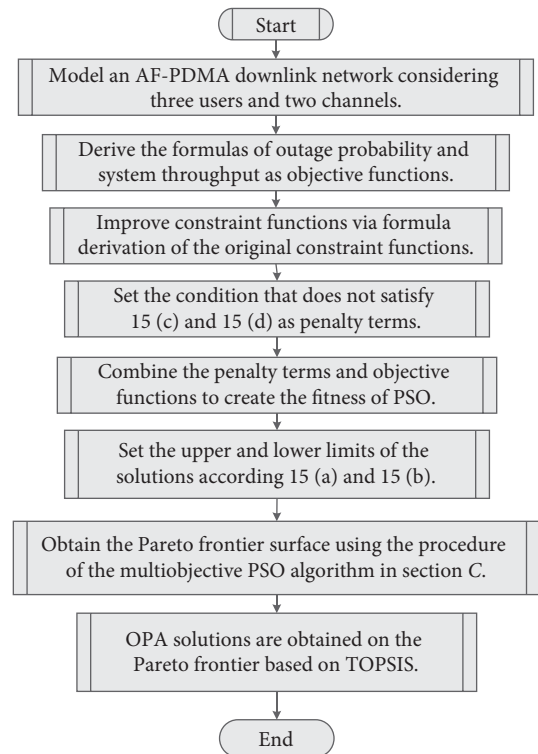 Start
Model an AF-PDMA downlink network considering
three users and two channels.
Derive the formulas of outage probability and
system throughput as objective functions.
Improve constraint functions via formula
derivation of the original constraint functions.
Set the condition that does not satisfy
15 (c) and 15 (d) as penalty terms.
Combine the penalty terms and objective
functions to create the fitness of PSO.
Set the upper and lower limits of the
solutions according 15 (a) and 15 (b).
Obtain the Pareto frontier surface using the procedure
of the multiobjective PSO algorithm in section C.
OPA solutions are obtained on the
Pareto frontier based on TOPSIS.
End